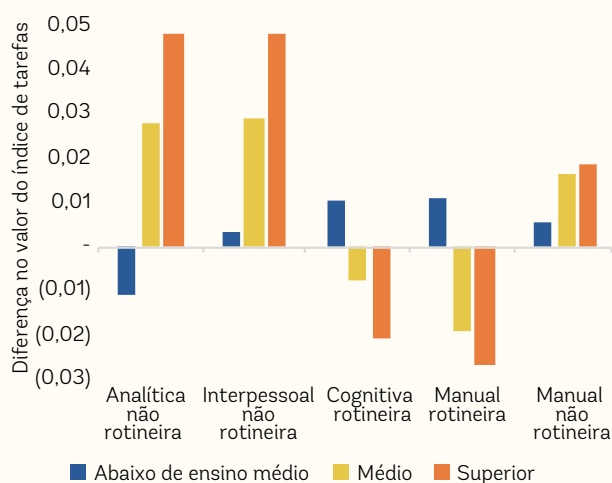 Diferença no valor do índice de tarefas
0,05
0,04
0,03
0,02
0,01
-
(0,01)
(0,02)
(0,03)
Analítica não rotineira
Interpessoal não rotineira
Cognitiva rotineira
Manual rotineira
Manual não rotineira
Abaixo de ensino médio
Médio
Superior